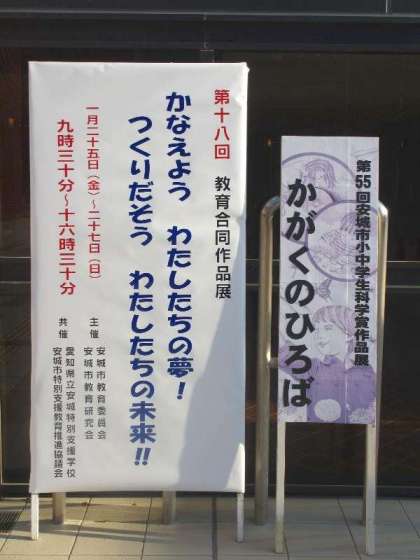 第十八回　教育合同作品展
かなえよう　わたしたちの夢!
つくりだそう　わたしたちの未来!!
一月二十五日（金）～二十七日（日）
九時三十分～十六時三十分
主催　安城市教育委員会
安城市教育研究会
共催　愛知県立安城特別支援学校
安城市特別支援教育推進協議会
第55回安城市小中学生科学賞作品展
かがくのひろば